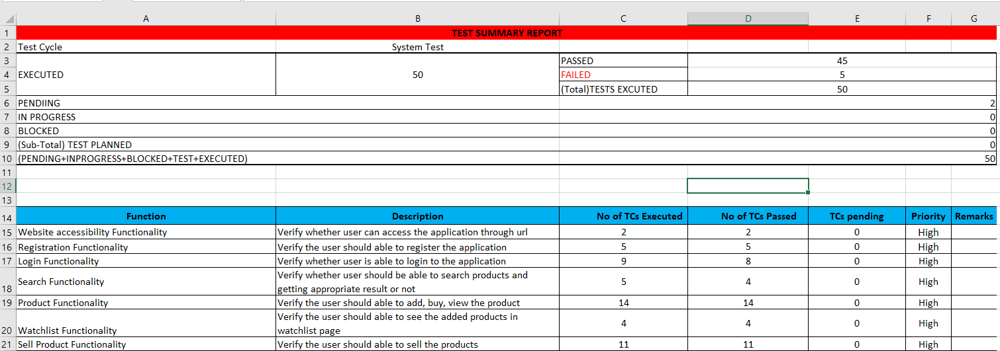 A B C D E F G
1 TEST SUMMARY REPORT
2 Test Cycle System Test
3 PASSED 45
4 EXECUTED 50 FAILED 5
5 (Total)TESTS EXCUTED 50
6 PENDIING 2
7 IN PROGRESS 0
8 BLOCKED 0
9 (Sub-Total) TEST PLANNED 0
10 (PENDING+INPROGRESS+BLOCKED+TEST+EXECUTED) 50
11
12
13
14 Function Description No of TCs Executed No of TCs Passed TCs pending Priority Remarks
15 Website accessibility Functionality Verify whether user can access the application through url 2 2 0 High
16 Registration Functionality Verify the user should able to register the application 5 5 0 High
17 Login Functionality Verify whether user is able to login to the application 9 8 0 High
Verify whether user should be able to search products and
18 Search Functionality getting appropriate result or not 5 4 0 High
19 Product Functionality Verify the user should able to add, buy, view the product 14 14 0 High
Verify the user should able to see the added products in
20 Watchlist Functionality watchlist page 4 4 0 High
21 Sell Product Functionality Verify the user should able to sell the products 11 11 0 High